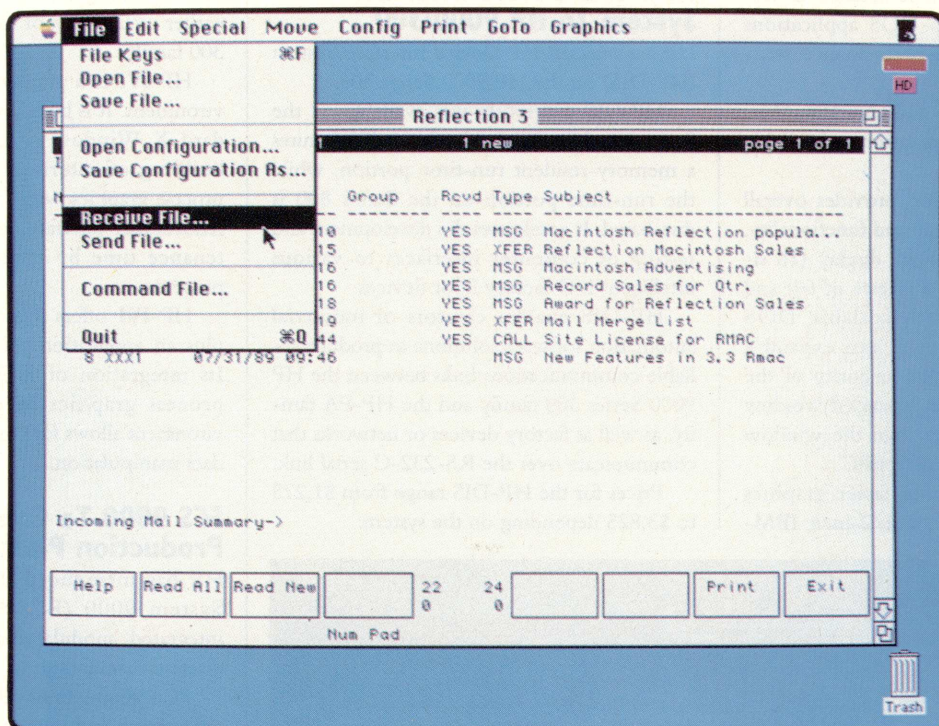 File Edit Special Move Config Print GoTo Graphics
File Keys ⌘F
Open File...
Save File...
Open Configuration...
Save Configuration As...
Receive File...
Send File...
Command File...
Quit ⌘Q
HD
Reflection 3
1 new page 1 of 1
Group Rcvd Type Subject
10 MSG Macintosh Reflection popula...
15 YES XFER Reflection Macintosh Sales
16 YES MSG Macintosh Advertising
16 YES MSG Record Sales for Qtr.
18 YES MSG Award for Reflection Sales
19 YES XFER Mail Merge List
44 YES CALL Site License for RMAC
8 XXX1 07/31/89 09:46 MSG New Features in 3.3 Rmac
Incoming Mail Summary->
Help Read All Read New 22 24 Print Exit
0 0
Num Pad
Trash